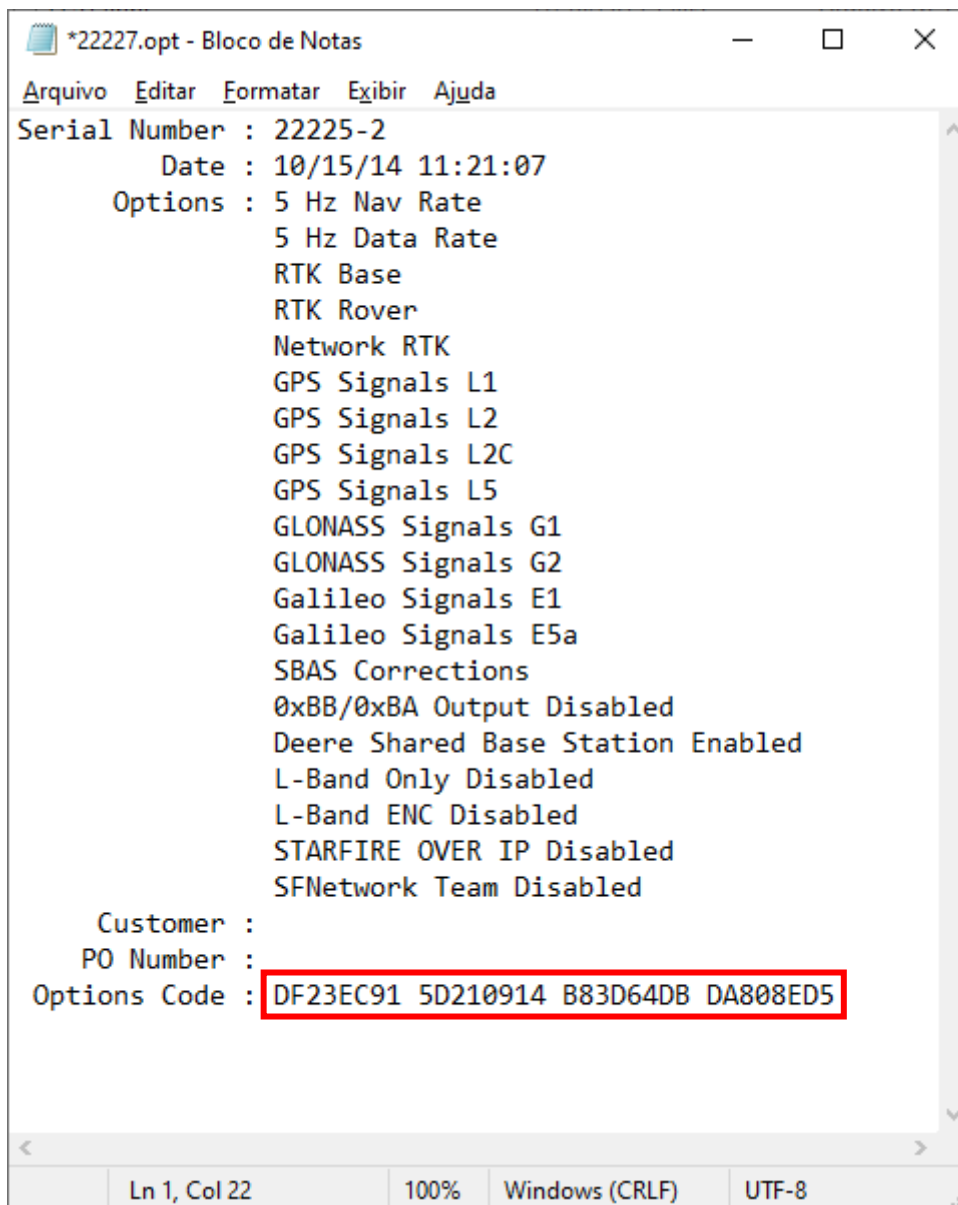 *22227.opt - Bloco de Notas
Arquivo Editar Formatar Exibir Ajuda
Serial Number : 22225-2
Date : 10/15/14 11:21:07
Options : 5 Hz Nav Rate
5 Hz Data Rate
RTK Base
RTK Rover
Network RTK
GPS Signals L1
GPS Signals L2
GPS Signals L2C
GPS Signals L5
GLONASS Signals G1
GLONASS Signals G2
Galileo Signals E1
Galileo Signals E5a
SBAS Corrections
0xBB/0xBA Output Disabled
Deere Shared Base Station Enabled
L-Band Only Disabled
L-Band ENC Disabled
STARFIRE OVER IP Disabled
SFNetwork Team Disabled
Customer :
PO Number :
Options Code : DF23EC91 5D210914 B83D64DB DA808ED5
Ln 1, Col 22 100% Windows (CRLF) UTF-8